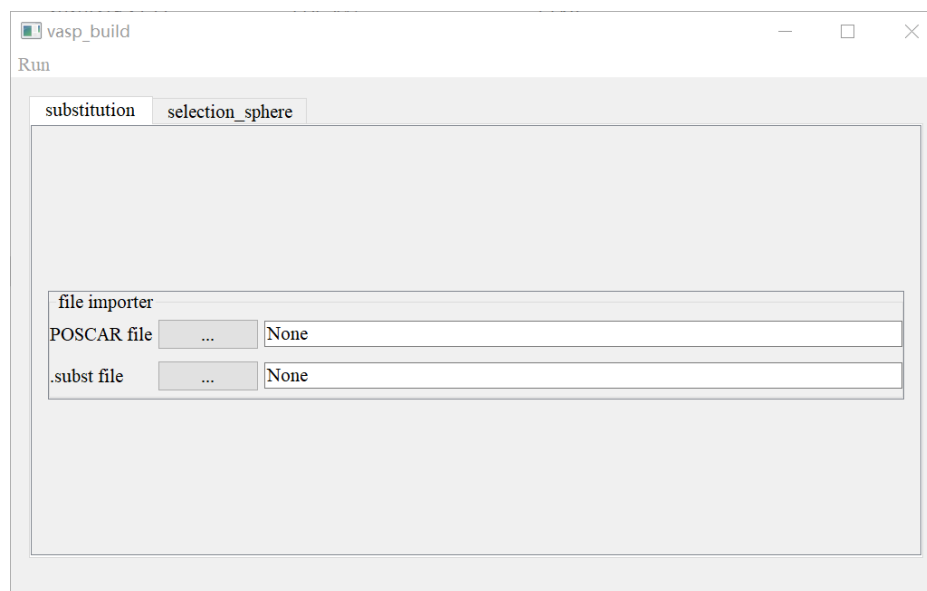 vasp_build
Run
substitution selection_sphere
file importer
POSCAR file ... None
.subst file ... None